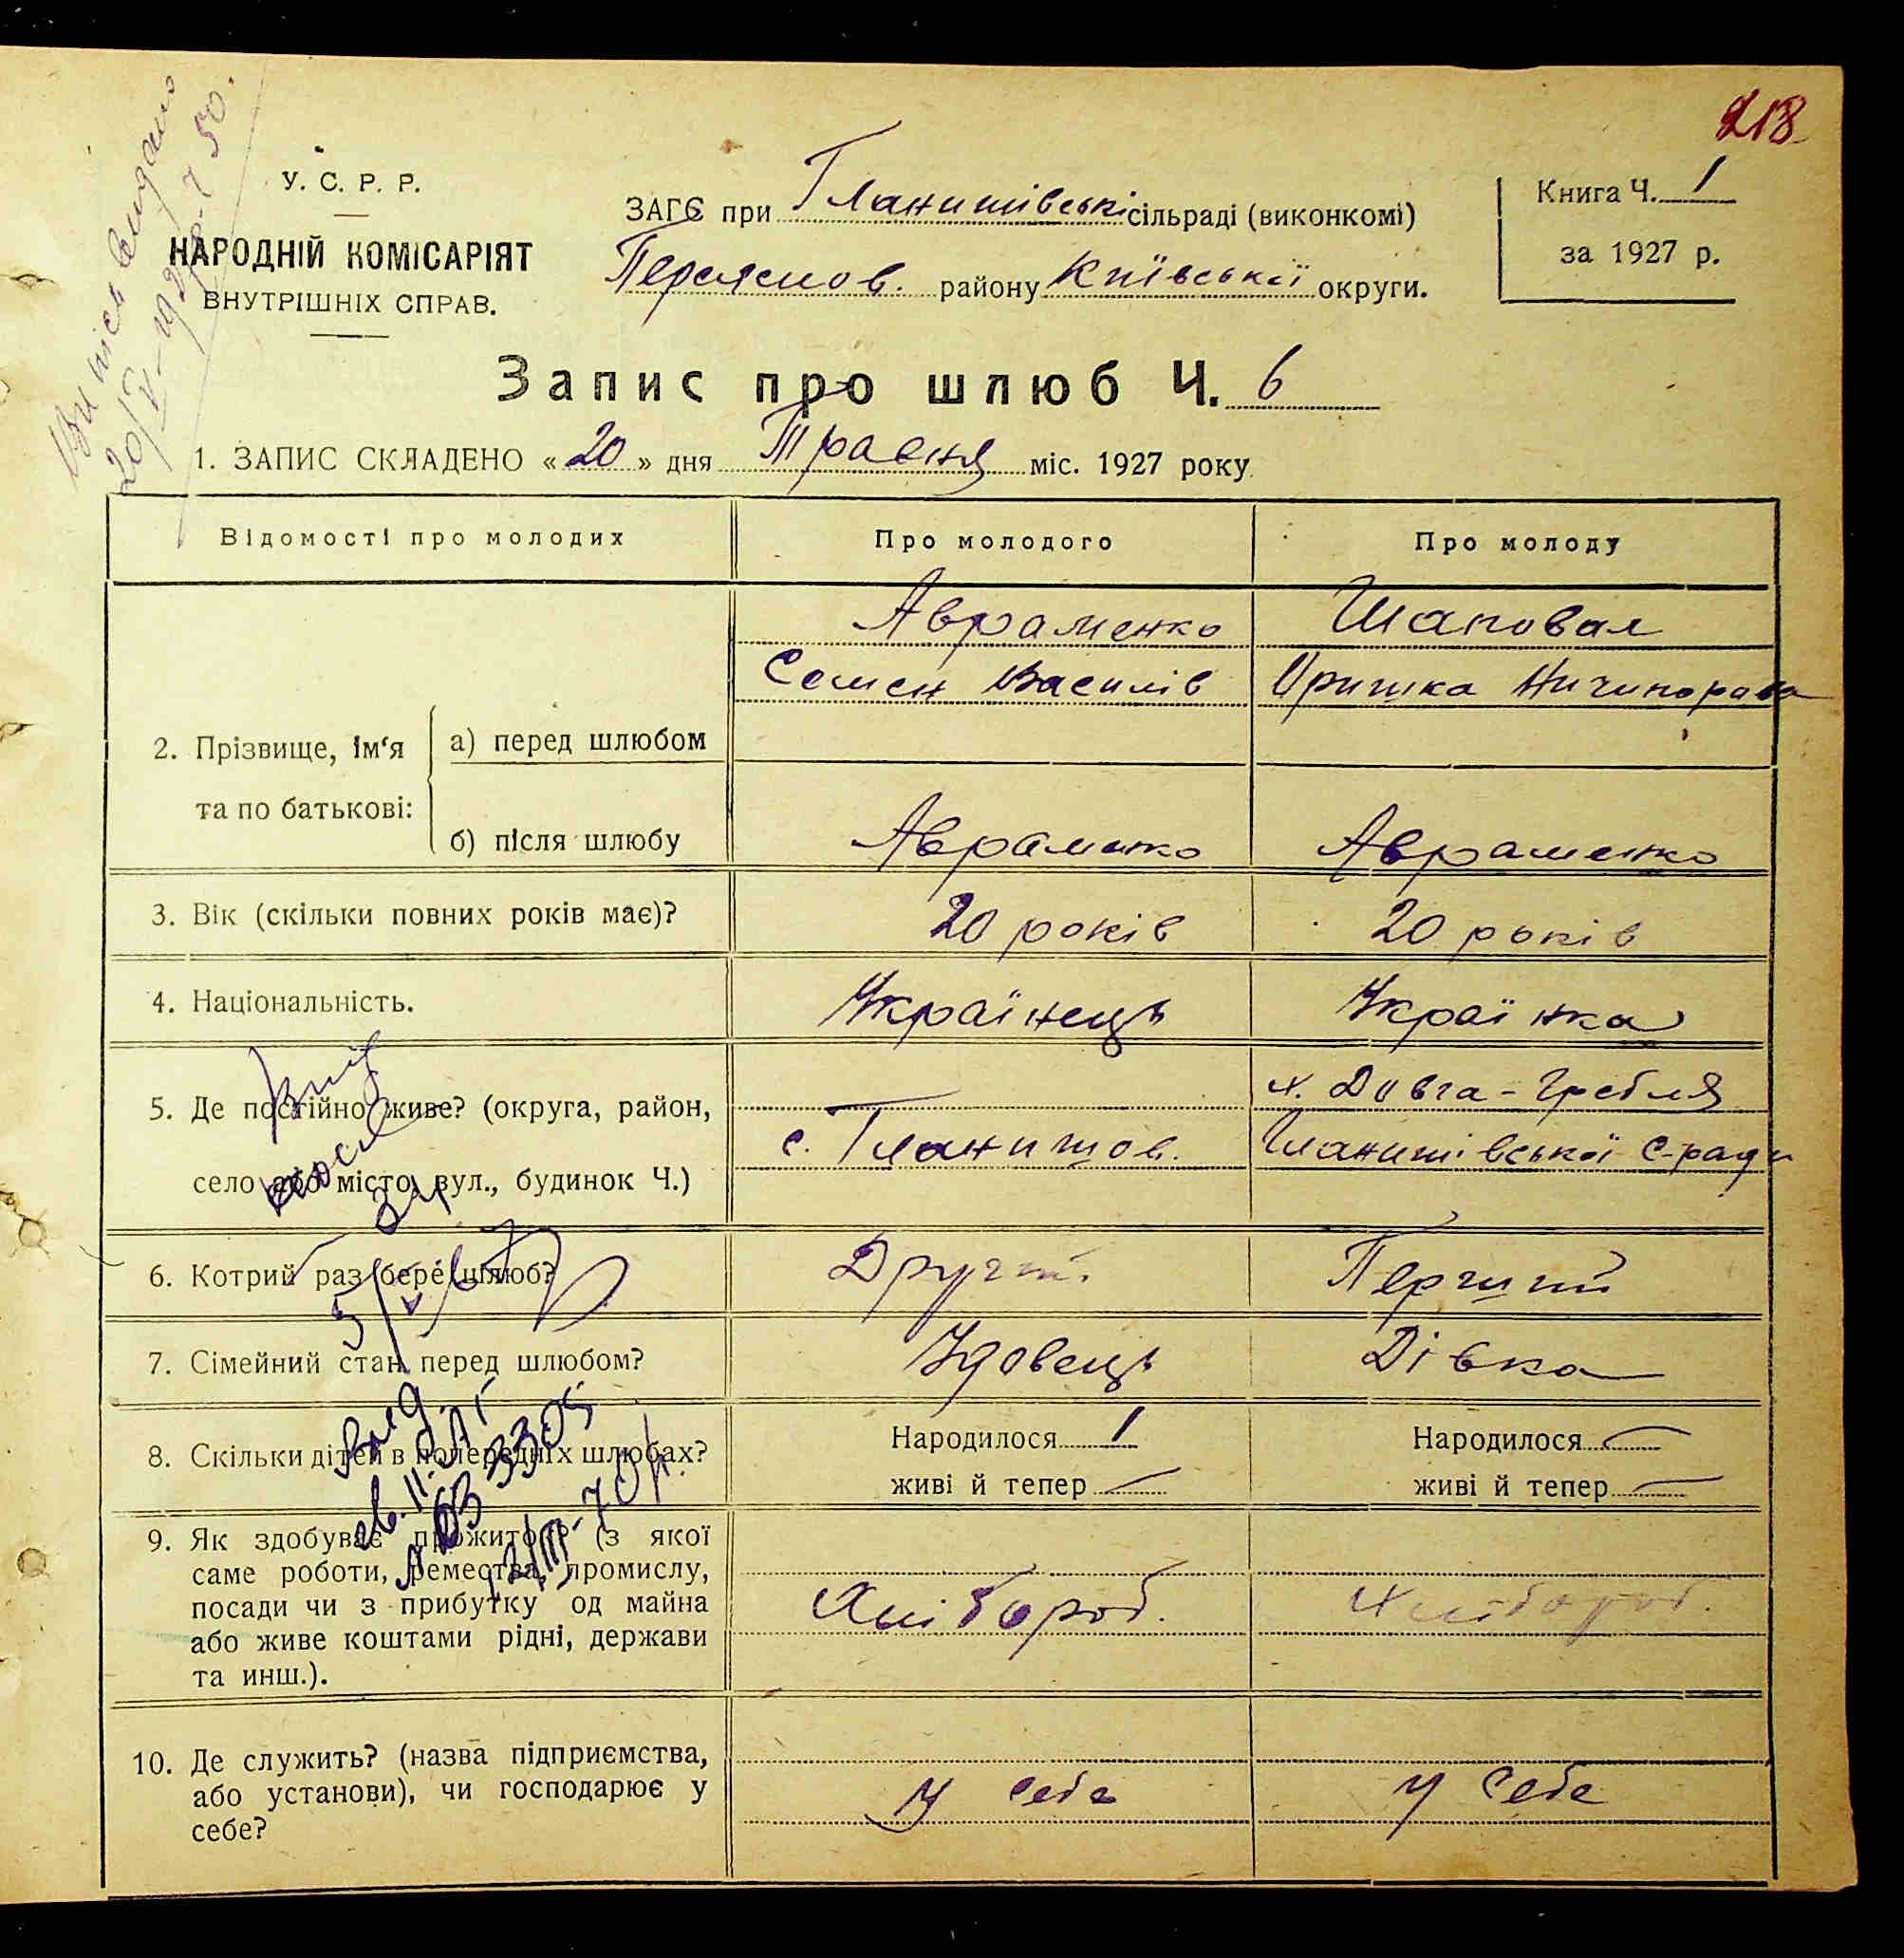 218
Випись видано
У. С. Р. Р.
НАРОДНІЙ КОМІСАРІЯТ
ВНУТРІШНІХ СПРАВ.
ЗАГС при Гланишівські сільраді (виконкомі)
Переяслов. району Київської округи.
Книга Ч. 1
за 1927 р.
Запис про шлюб Ч. 6
1. ЗАПИС СКЛАДЕНО «20» дня Травня міс. 1927 року
Відомості про молодих Про молодого Про молоду
Авраменко Шаповал
Семен Василів Оришка Ничипорова
2. Прізвище, ім‘я та по батькові:
а) перед шлюбом
б) після шлюбу Авраменко Авраменко
3. Вік (скільки повних років має)? 20 років 20 років
4. Національність. Українець Українка
х. Довга-Гребля
5. Де постійно живе? (округа, район,
с. Гланишов. Гланишівської С-ради
село або місто, вул., будинок Ч.)
6. Котрий раз бере шлюб? Другий Перший
7. Сімейний стан перед шлюбом? Удовець Дівка
8. Скільки дітей в попередніх шлюбах?
Народилося 1 Народилося —
живі й тепер — живі й тепер —
9. Як здобуває прожиток? (з якої
саме роботи, ремества, промислу,
посади чи з прибутку од майна
або живе коштами рідні, держави
та инш.).
Хлібороб. Хлібороб.
10. Де служить? (назва підприємства,
або установи), чи господарює у
себе?
У себе У себе